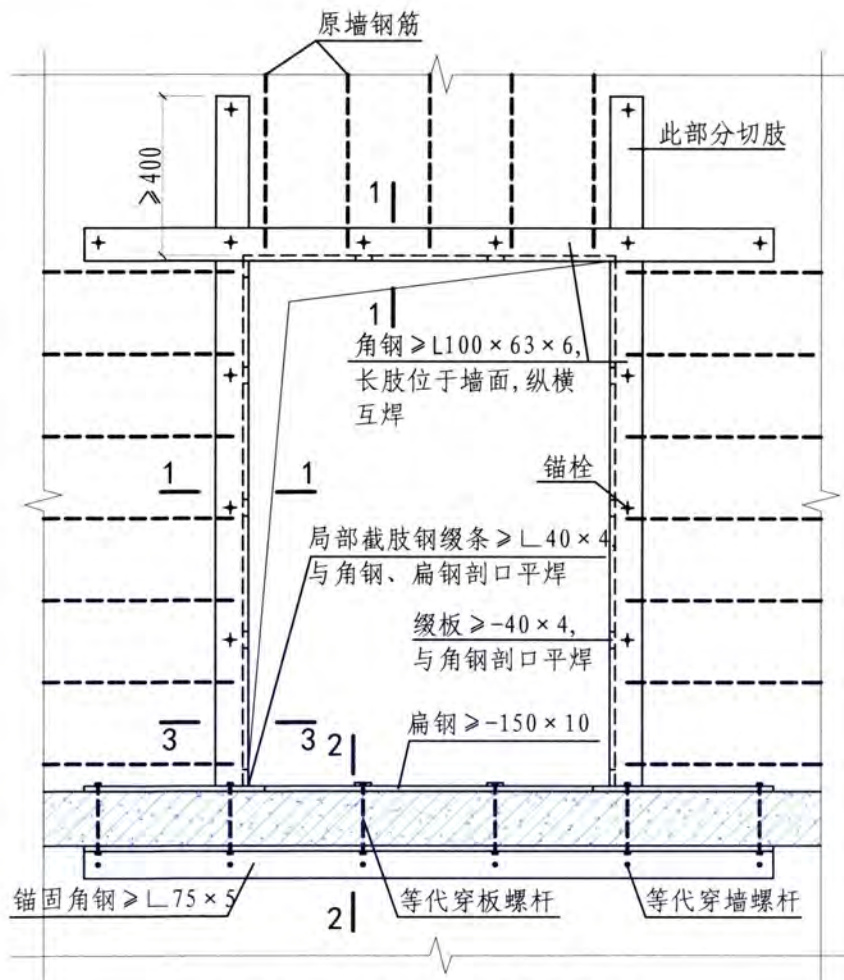 原墙钢筋
此部分切肢
≥400
1
1
角钢≥L100×63×6,
长肢位于墙面,纵横
互焊
锚栓
1
1
局部截肢钢缀条≥∟40×4,
与角钢、扁钢剖口平焊
缀板≥-40×4,
与角钢剖口平焊
扁钢≥-150×10
3
3
2
锚固角钢≥∟75×5
等代穿板螺杆
等代穿墙螺杆
2